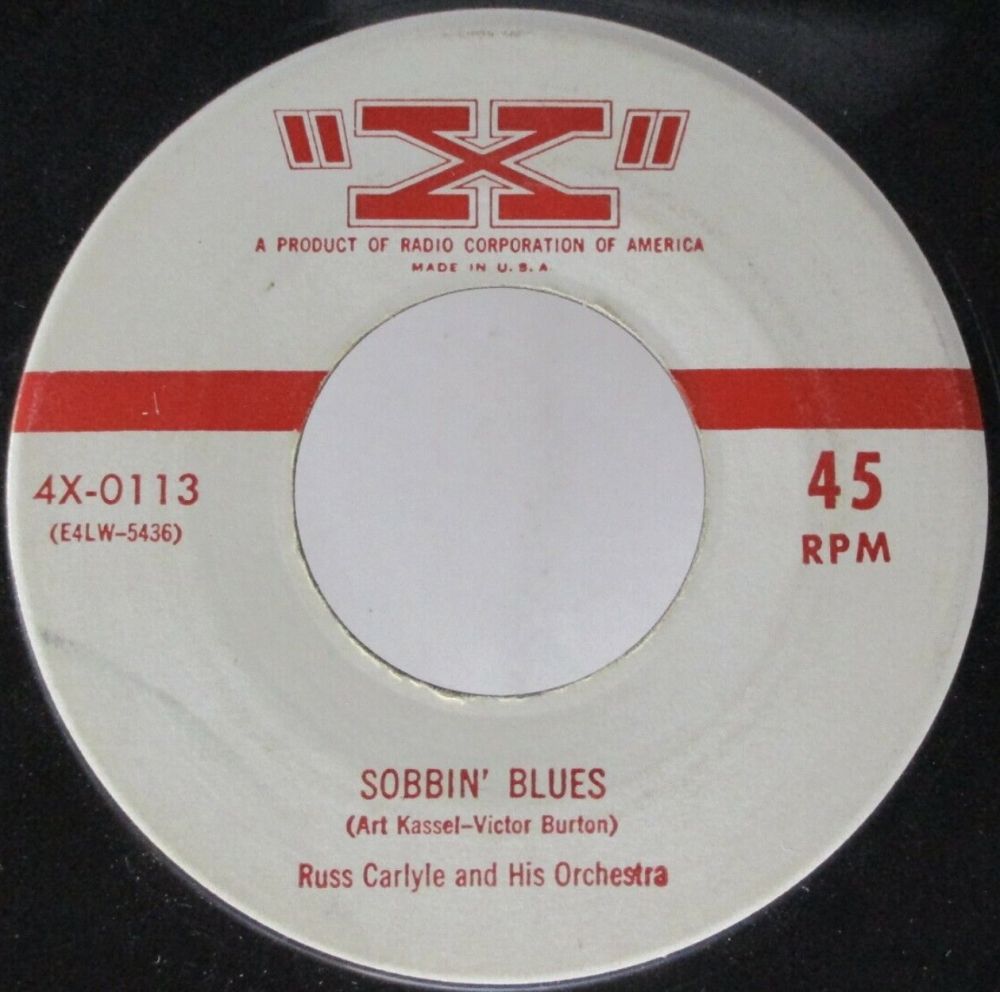 "X"
A PRODUCT OF RADIO CORPORATION OF AMERICA
MADE IN U.S.A
4X-0113
(E4LW-5436)
45
RPM
SOBBIN' BLUES
(Art Kassel-Victor Burton)
Russ Carlyle and His Orchestra